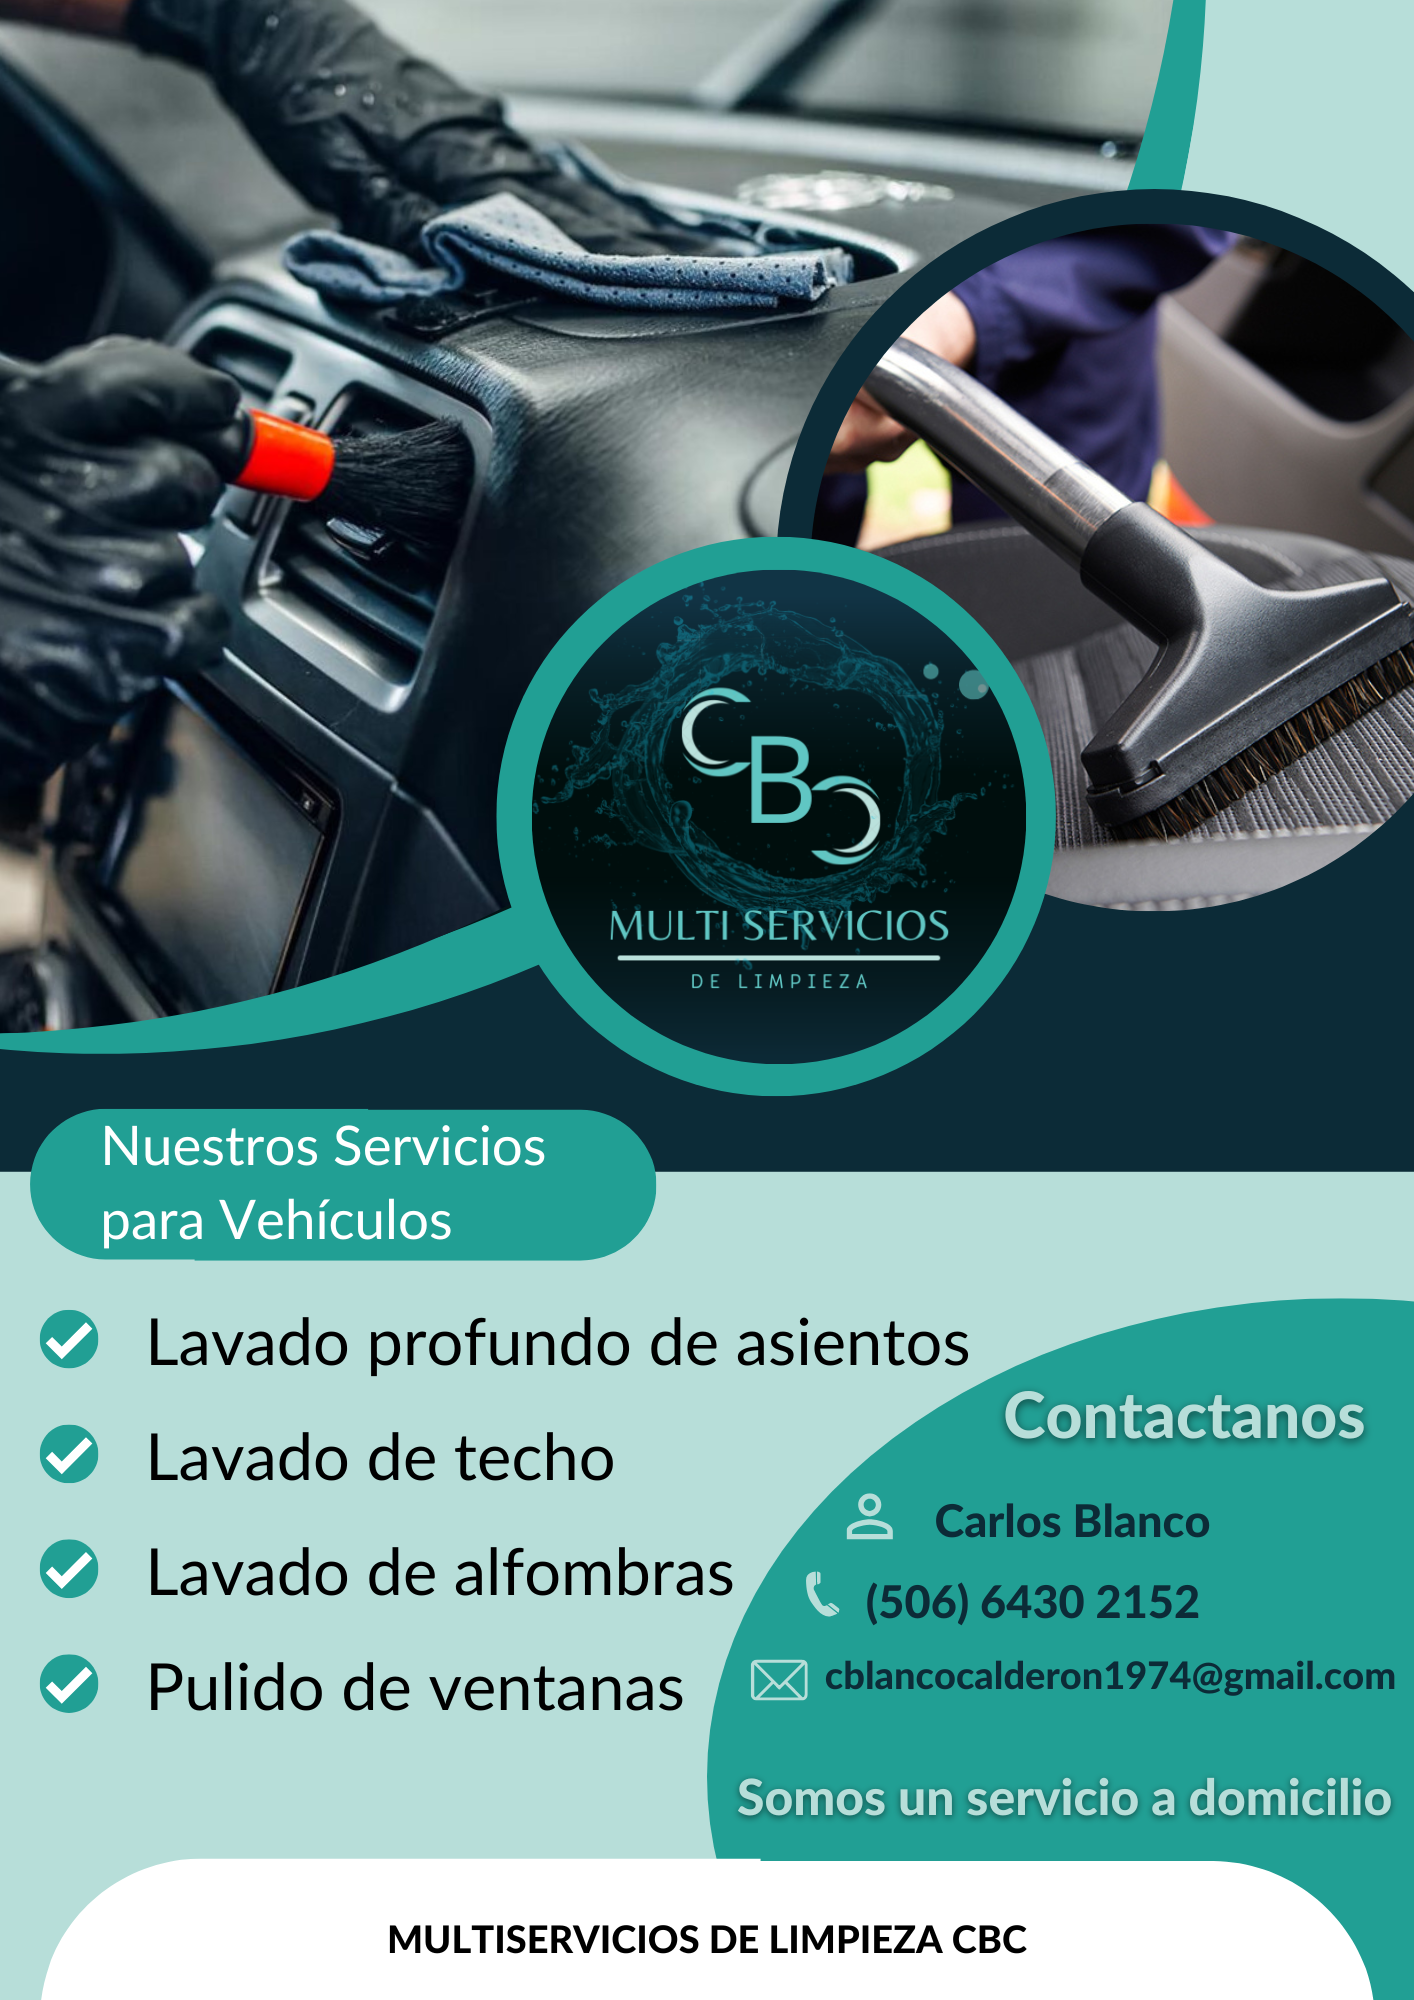 CBC
MULTI SERVICIOS
DE LIMPIEZA
Nuestros Servicios
para Vehículos
Lavado profundo de asientos
Lavado de techo
Lavado de alfombras
Pulido de ventanas
Contactanos
Carlos Blanco
(506) 6430 2152
cblancocalderon1974@gmail.com
Somos un servicio a domicilio
MULTISERVICIOS DE LIMPIEZA CBC